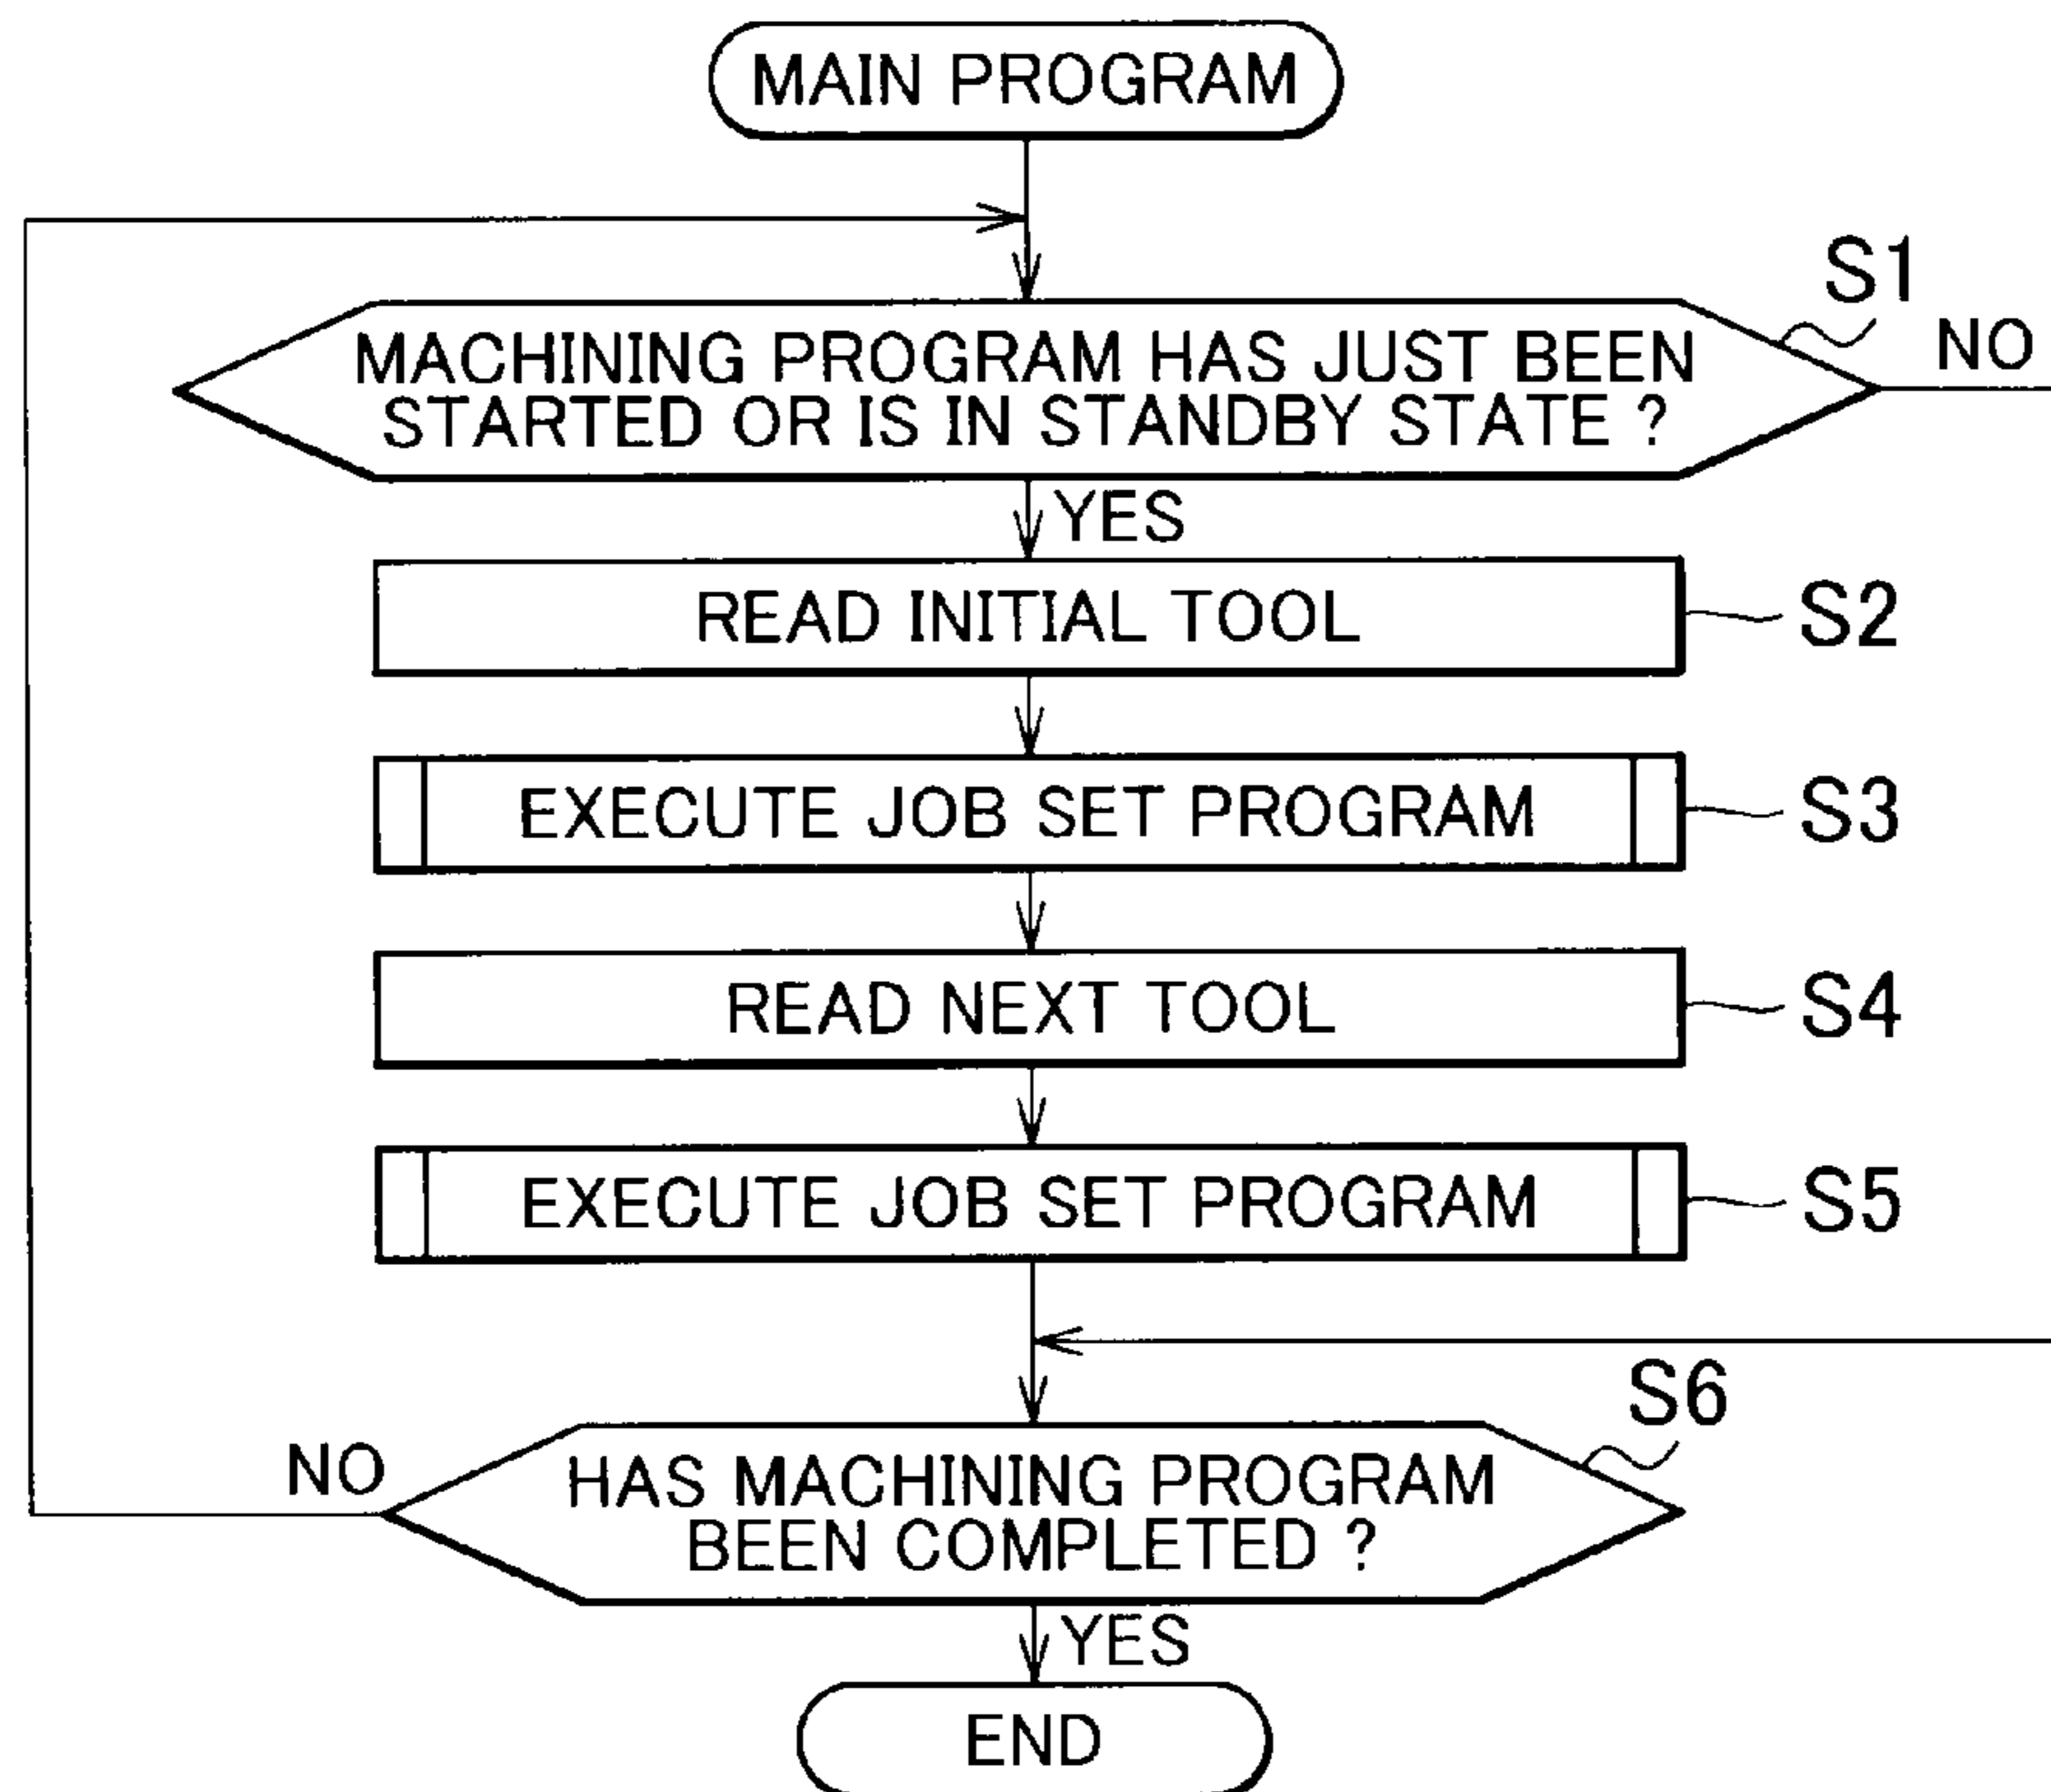 MAIN PROGRAM
S1
MACHINING PROGRAM HAS JUST BEEN
STARTED OR IS IN STANDBY STATE ?
NO
YES
READ INITIAL TOOL
S2
EXECUTE JOB SET PROGRAM
S3
READ NEXT TOOL
S4
EXECUTE JOB SET PROGRAM
S5
S6
NO
HAS MACHINING PROGRAM
BEEN COMPLETED ?
YES
END